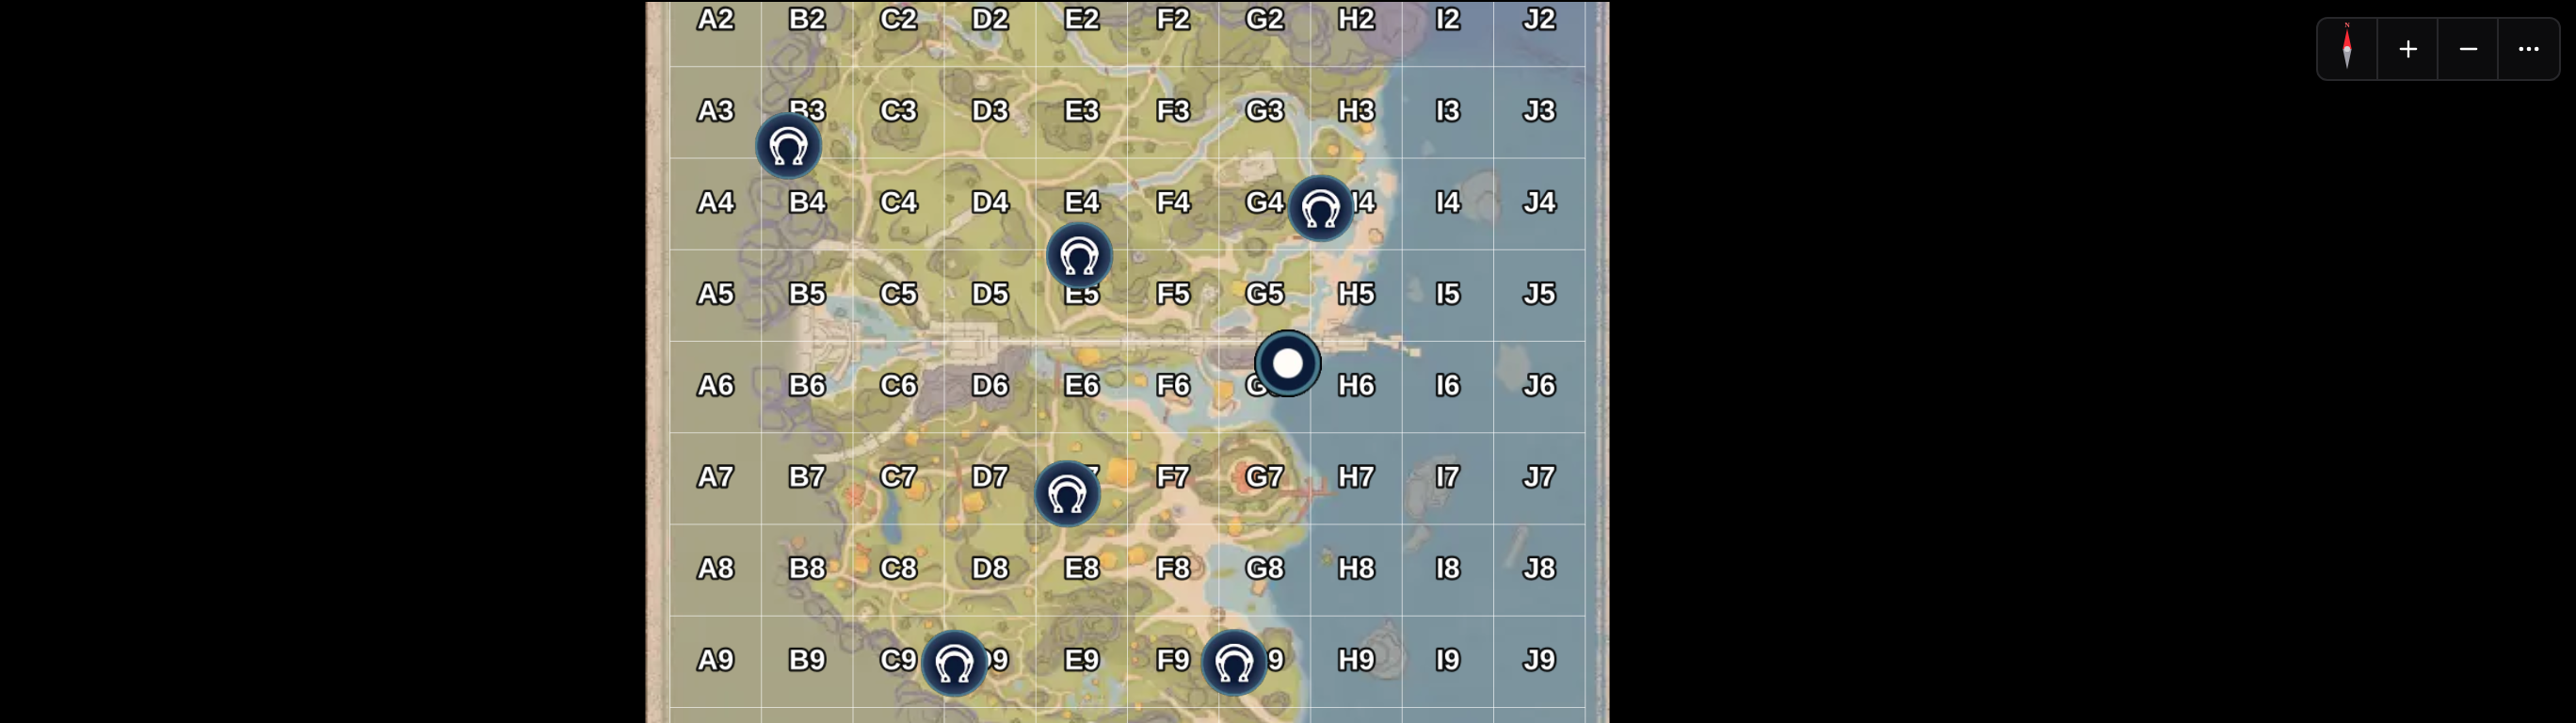 A2 B2 C2 D2 E2 F2 G2 H2 I2 J2
N
+ − ...
A3 B3 C3 D3 E3 F3 G3 H3 I3 J3
A4 B4 C4 D4 E4 F4 G4 I4 J4
A5 B5 C5 D5 E5 F5 G5 H5 I5 J5
A6 B6 C6 D6 E6 F6 G H6 I6 J6
A7 B7 C7 D7 F7 G7 H7 I7 J7
A8 B8 C8 D8 E8 F8 G8 H8 I8 J8
A9 B9 C9 9 E9 F9 9 H9 I9 J9